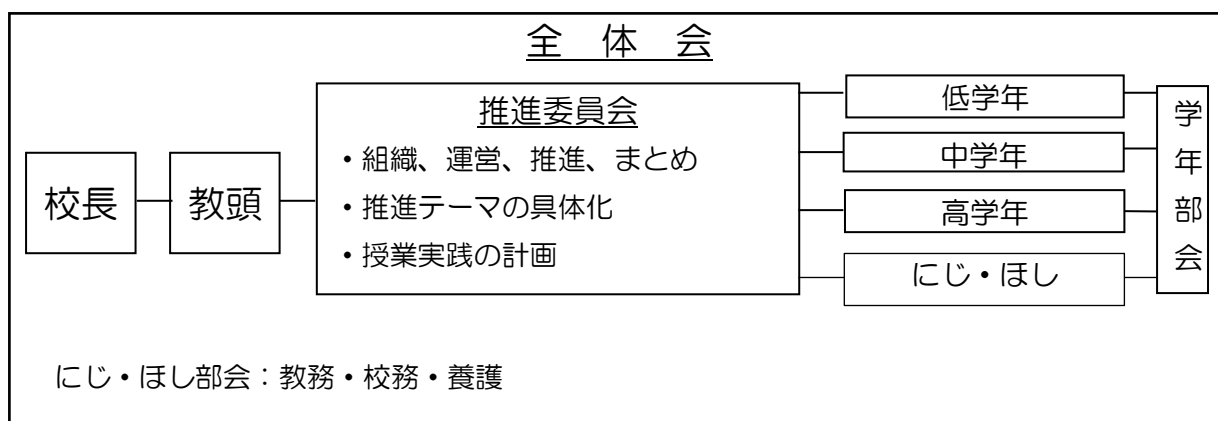 全　体　会
校長
教頭
推進委員会
・組織、運営、推進、まとめ
・推進テーマの具体化
・授業実践の計画
低学年
中学年
高学年
にじ・ほし
学年部会
にじ・ほし部会：教務・校務・養護